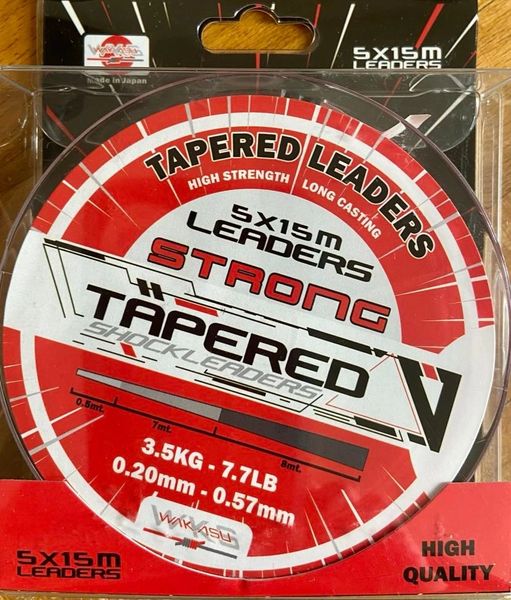 WAKASU
Made in Japan
5X15M
LEADERS
TAPERED LEADERS
HIGH STRENGTH
LONG CASTING
5X15M
LEADERS
STRONG
TÄPERED
SHOCKLEADERS
0.5mt.
7mt.
8mt.
3.5KG - 7.7LB
0.20mm - 0.57mm
WAKASU
5X15M
LEADERS
HIGH
QUALITY